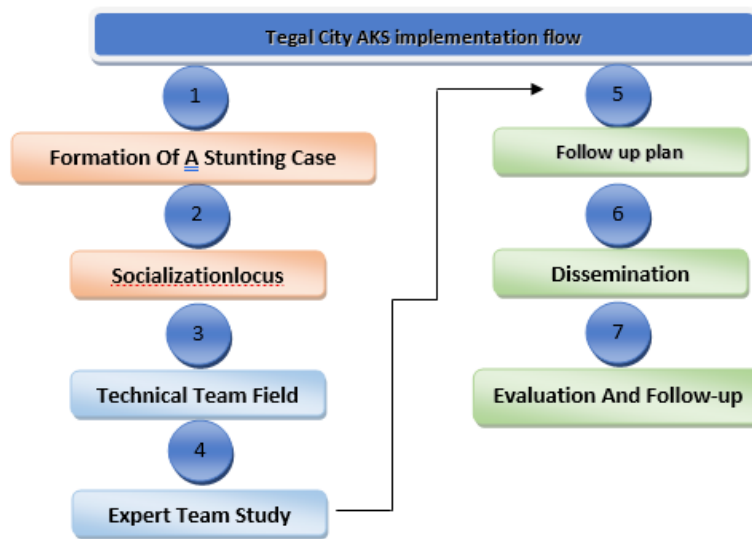 Tegal City AKS implementation flow
1
Formation Of A Stunting Case
2
Socializationlocus
3
Technical Team Field
4
Expert Team Study
5
Follow up plan
6
Dissemination
7
Evaluation And Follow-up